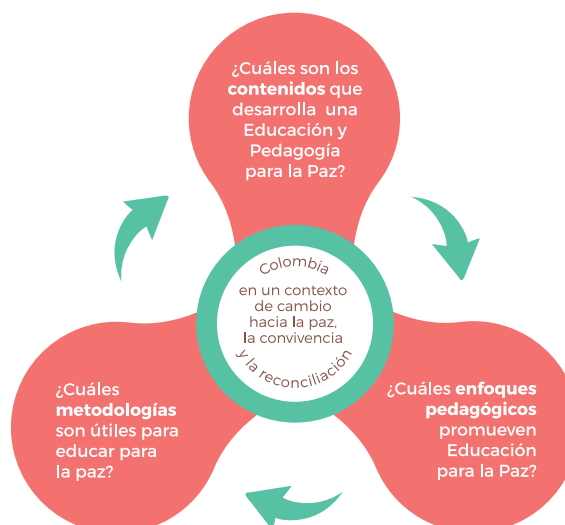 ¿Cuáles son los
contenidos que
desarrolla una
Educación y
Pedagogía
para la Paz?
Colombia
en un contexto
de cambio
hacia la paz,
la convivencia
y la reconciliación
¿Cuáles
metodologías
son útiles para
educar para
la paz?
¿Cuáles enfoques
pedagógicos
promueven
Educación
para la Paz?